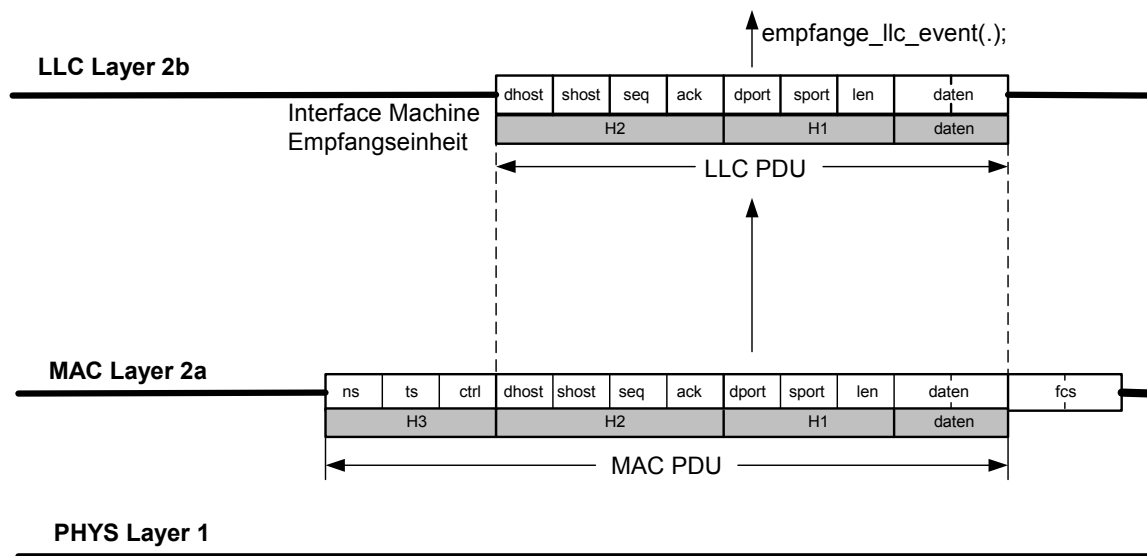 empfange_llc_event(.);
LLC Layer 2b
dhost shost seq ack dport sport len daten
Interface Machine
Empfangseinheit
H2 H1 daten
LLC PDU
MAC Layer 2a
ns ts ctrl dhost shost seq ack dport sport len daten fcs
H3 H2 H1 daten
MAC PDU
PHYS Layer 1